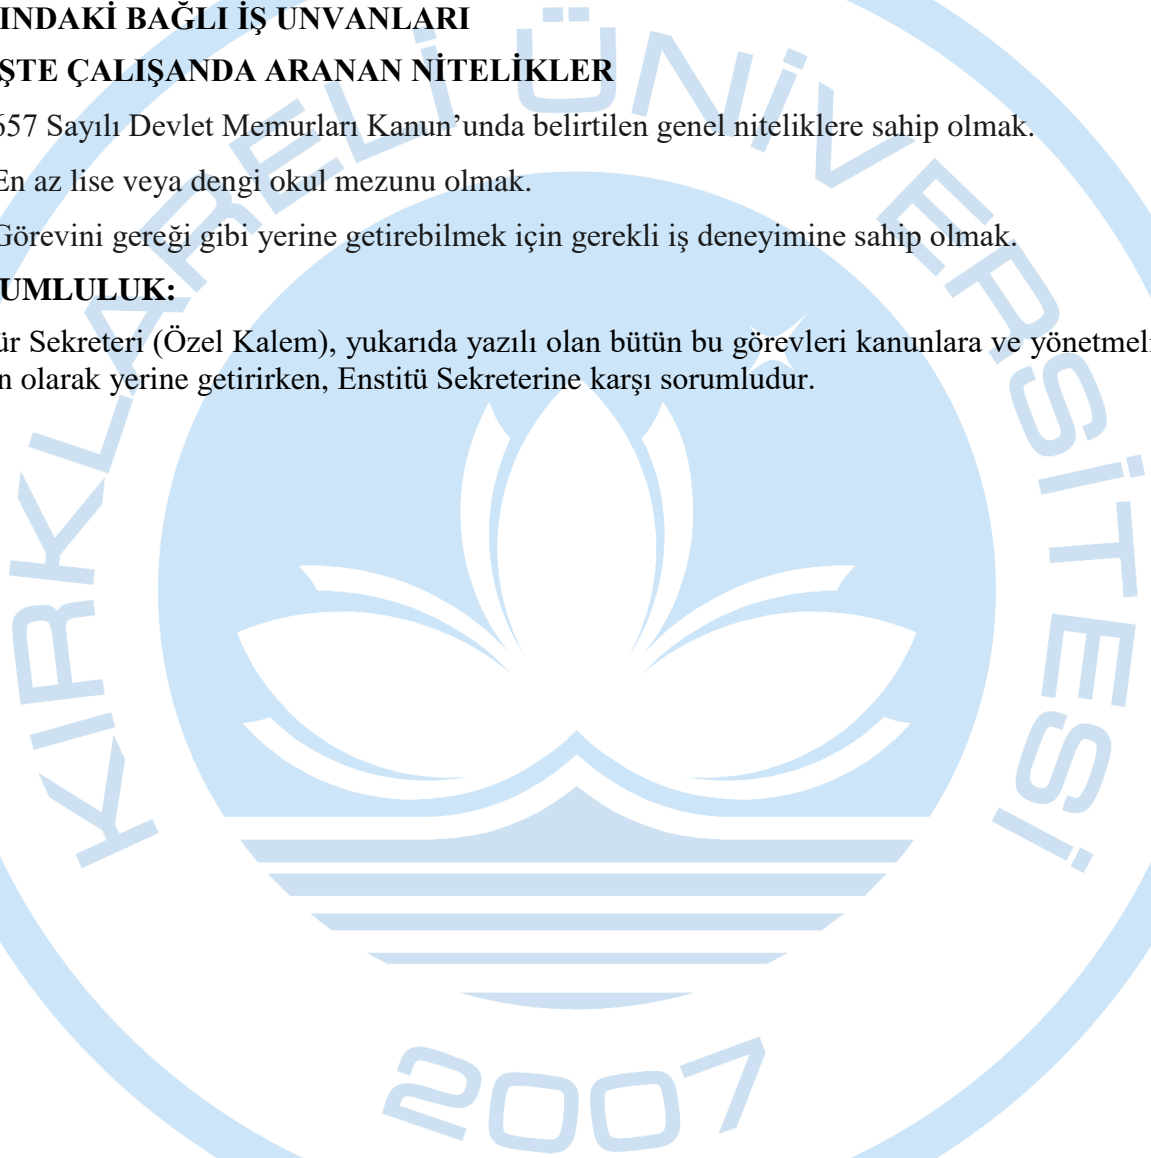 INDAKİ BAĞLI İŞ UNVANLARI
ŞTE ÇALIŞANDA ARANAN NİTELİKLER
657 Sayılı Devlet Memurları Kanun’unda belirtilen genel niteliklere sahip olmak.
En az lise veya dengi okul mezunu olmak.
Görevini gereği gibi yerine getirebilmek için gerekli iş deneyimine sahip olmak.
UMLULUK:
ür Sekreteri (Özel Kalem), yukarıda yazılı olan bütün bu görevleri kanunlara ve yönetmeli
n olarak yerine getirirken, Enstitü Sekreterine karşı sorumludur.
KIRKLARELİ ÜNİVERSİTESİ
2007